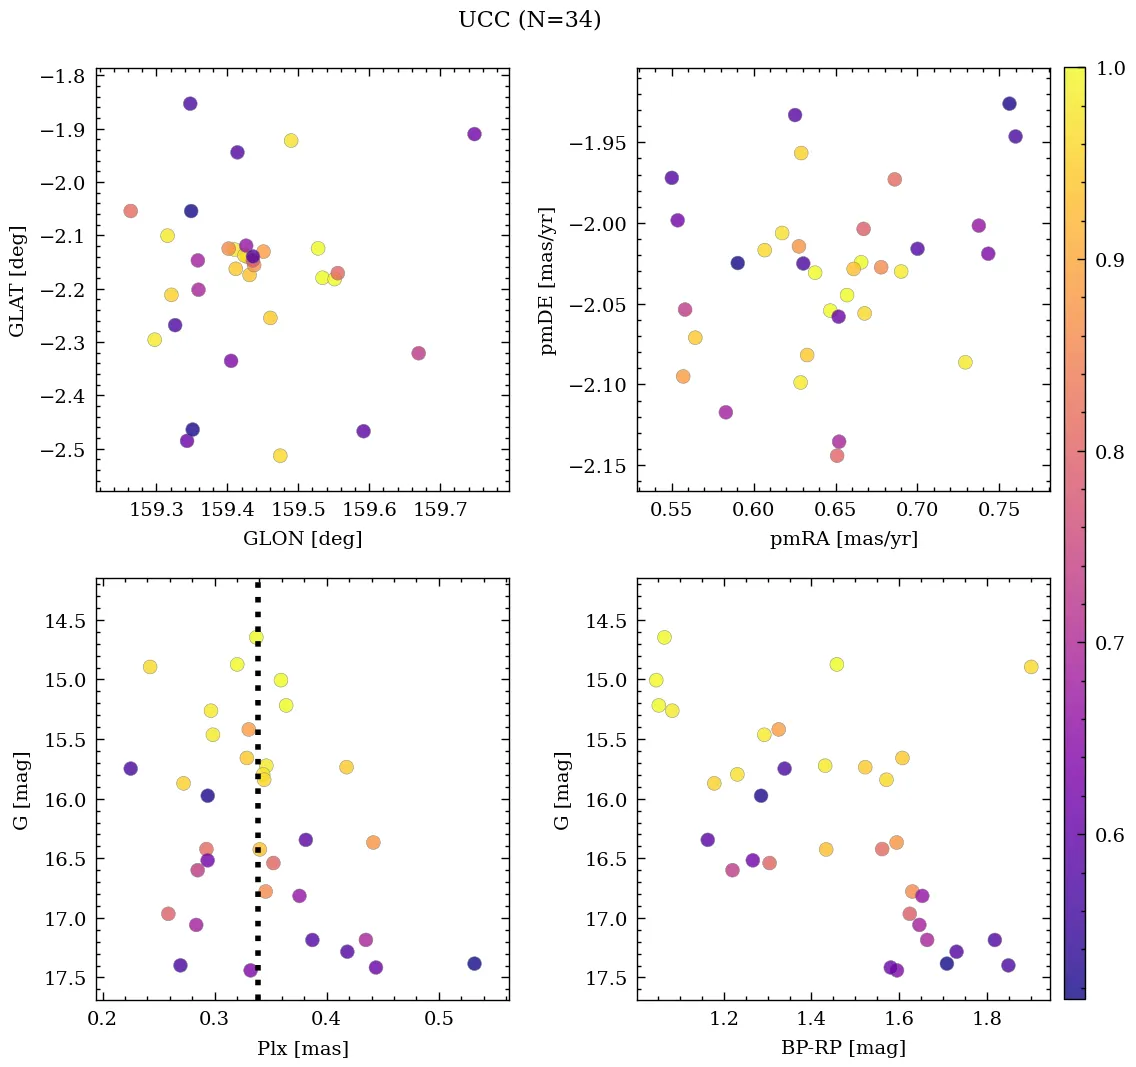 UCC (N=34)
−1.8
−1.9
−2.0
−2.1
−2.2
−2.3
−2.4
−2.5
GLAT [deg]
159.3 159.4 159.5 159.6 159.7
GLON [deg]
−1.95
−2.00
−2.05
−2.10
−2.15
pmDE [mas/yr]
0.55 0.60 0.65 0.70 0.75
pmRA [mas/yr]
14.5
15.0
15.5
16.0
16.5
17.0
17.5
G [mag]
0.2 0.3 0.4 0.5
Plx [mas]
14.5
15.0
15.5
16.0
16.5
17.0
17.5
G [mag]
1.2 1.4 1.6 1.8
BP-RP [mag]
1.0
0.9
0.8
0.7
0.6